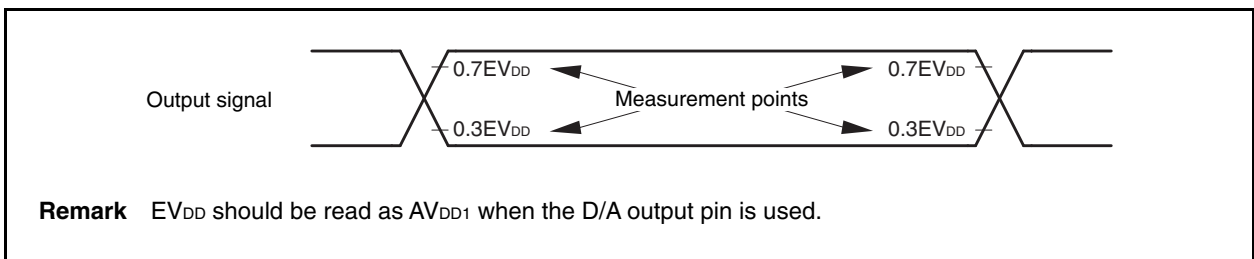 0.7EVDD 0.7EVDD
Output signal Measurement points
0.3EVDD 0.3EVDD
Remark EVDD should be read as AVDD1 when the D/A output pin is used.